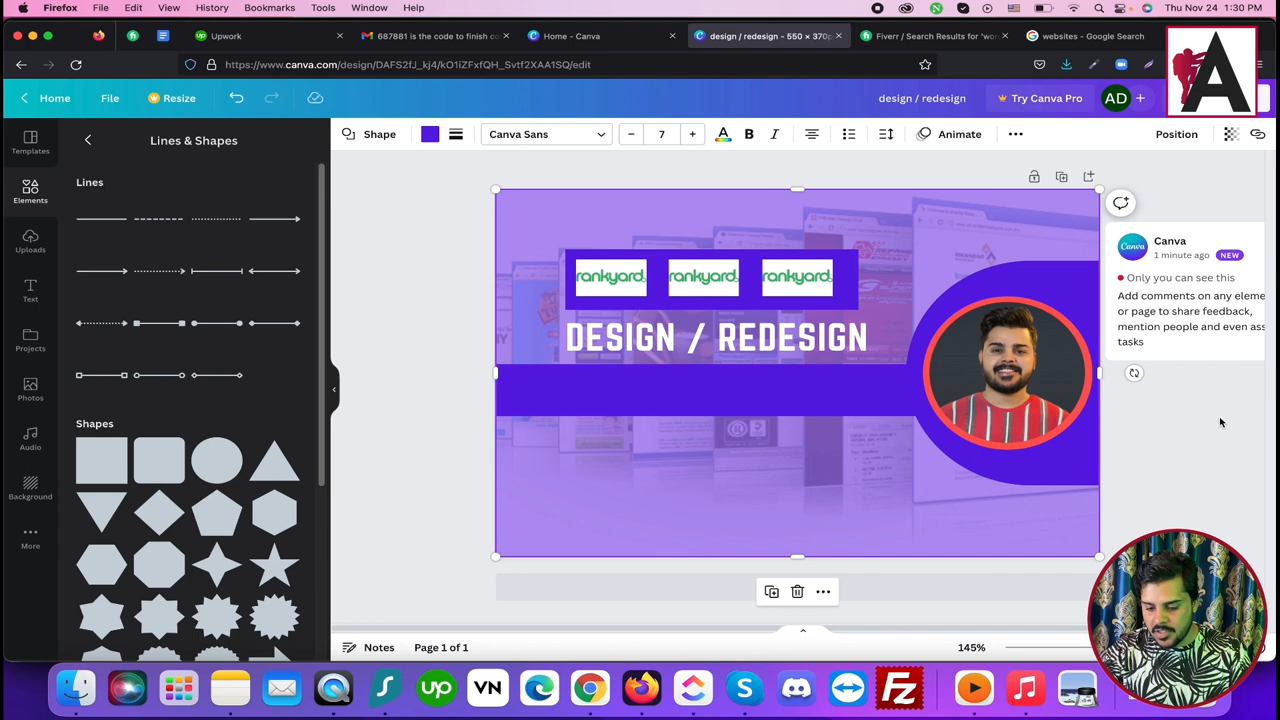 Firefox File Edit View History Bookmarks Tools Window Help
Thu Nov 24 1:30 PM
Upwork
687881 is the code to finish co
Home - Canva
design / redesign - 550 × 370p
Fiverr / Search Results for 'wor
websites - Google Search
https://www.canva.com/design/DAFS2fJ_kj4/kO1iZFxfQH_Svtf2XAA1SQ/edit
A
Home
File
Resize
design / redesign
Try Canva Pro
AD
Templates
Elements
Uploads
Text
Projects
Photos
Audio
Background
More
Lines & Shapes
Lines
Shapes
Shape
Canva Sans
7
A
B
I
Animate
Position
rankyard
rankyard
rankyard
DESIGN / REDESIGN
Canva
1 minute ago
NEW
Only you can see this
Add comments on any eleme
or page to share feedback,
mention people and even ass
tasks
Notes
Page 1 of 1
145%
up
VN
Fz